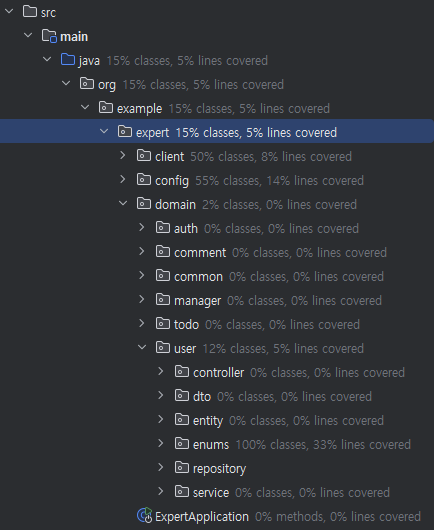 src
main
java 15% classes, 5% lines covered
org 15% classes, 5% lines covered
example 15% classes, 5% lines covered
expert 15% classes, 5% lines covered
client 50% classes, 8% lines covered
config 55% classes, 14% lines covered
domain 2% classes, 0% lines covered
auth 0% classes, 0% lines covered
comment 0% classes, 0% lines covered
common 0% classes, 0% lines covered
manager 0% classes, 0% lines covered
todo 0% classes, 0% lines covered
user 12% classes, 5% lines covered
controller 0% classes, 0% lines covered
dto 0% classes, 0% lines covered
entity 0% classes, 0% lines covered
enums 100% classes, 33% lines covered
repository
service 0% classes, 0% lines covered
ExpertApplication 0% methods, 0% lines covered